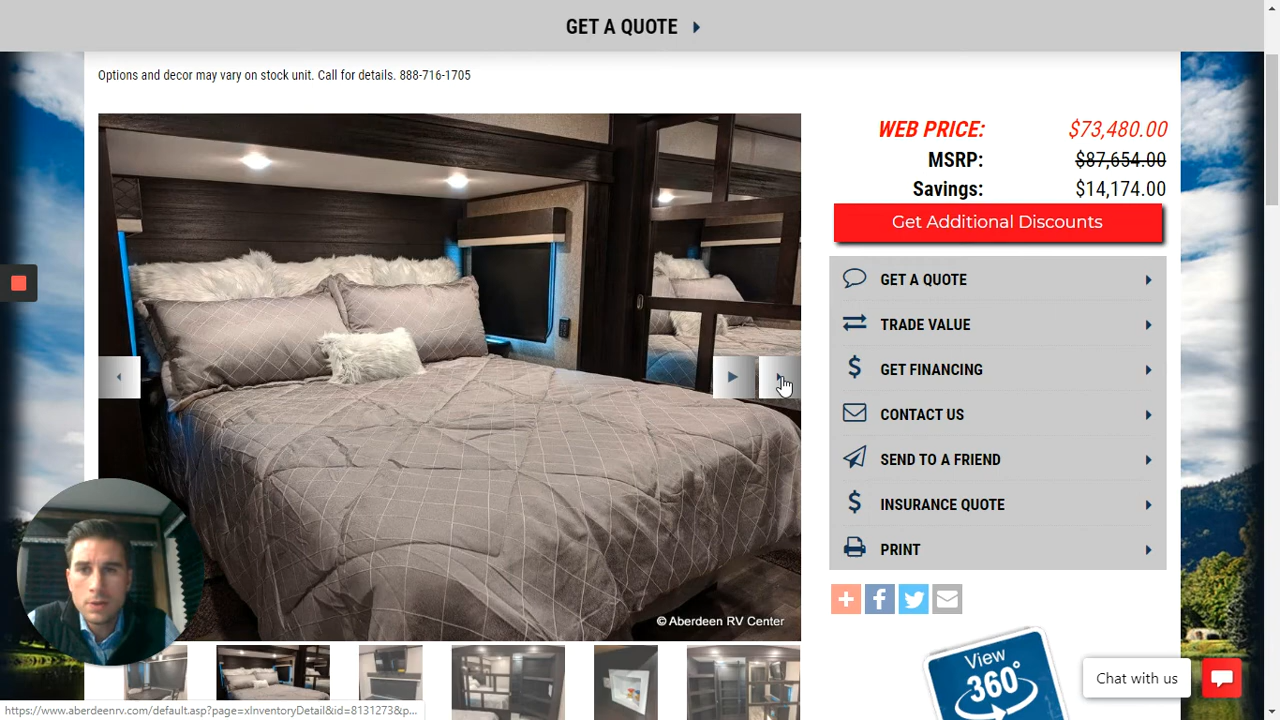 GET A QUOTE
Options and decor may vary on stock unit. Call for details. 888-716-1705
WEB PRICE: $73,480.00
MSRP: $87,654.00
Savings: $14,174.00
Get Additional Discounts
GET A QUOTE
TRADE VALUE
GET FINANCING
CONTACT US
SEND TO A FRIEND
INSURANCE QUOTE
PRINT
© Aberdeen RV Center
View
360°
Chat with us
https://www.aberdeenrv.com/default.asp?page=xInventoryDetail&id=8131273&p...